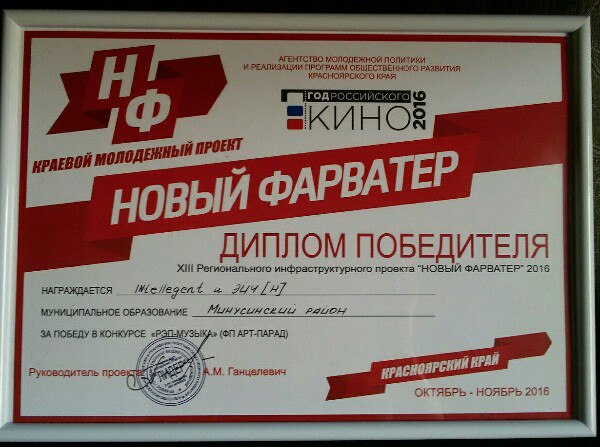 АГЕНТСТВО МОЛОДЕЖНОЙ ПОЛИТИКИ
И РЕАЛИЗАЦИИ ПРОГРАММ ОБЩЕСТВЕННОГО РАЗВИТИЯ
КРАСНОЯРСКОГО КРАЯ
НФ
КРАЕВОЙ МОЛОДЕЖНЫЙ ПРОЕКТ
ГОД РОССИЙСКОГО
КИНО 2016
НОВЫЙ ФАРВАТЕР
ДИПЛОМ ПОБЕДИТЕЛЯ
XIII Регионального инфраструктурного проекта "НОВЫЙ ФАРВАТЕР" 2016
НАГРАЖДАЕТСЯ INtellegent и ЭЦЧ [Н]
МУНИЦИПАЛЬНОЕ ОБРАЗОВАНИЕ Минусинский район
ЗА ПОБЕДУ В КОНКУРСЕ «РЭП-МУЗЫКА» (ФП АРТ-ПАРАД)
Руководитель проекта А.М. Ганцелевич
КРАСНОЯРСКИЙ КРАЙ
ОКТЯБРЬ - НОЯБРЬ 2016